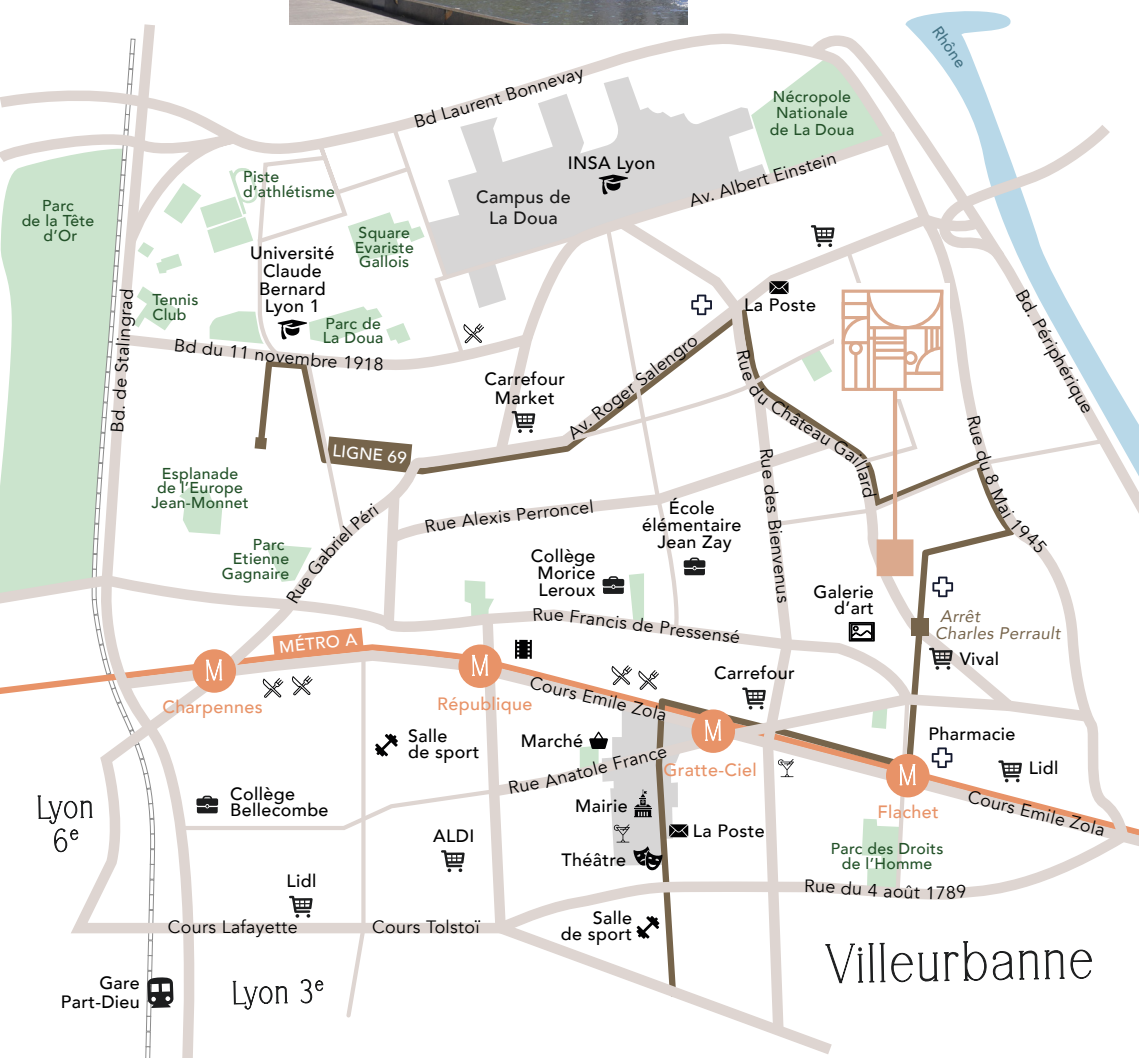 Rhône
Bd Laurent Bonnevay
Nécropole
Nationale
de La Doua
INSA Lyon
Campus de
La Doua
Av. Albert Einstein
Piste
d'athlétisme
Parc
de la Tête
d'Or
Square
Evariste
Gallois
Université
Claude
Bernard
Lyon 1
Tennis
Club
Parc de
La Doua
La Poste
Bd. de Stalingrad
Bd du 11 novembre 1918
Bd. Périphérique
Carrefour
Market
Av. Roger Salengro
Rue du Château Gaillard
LIGNE 69
Rue du 8 Mai 1945
Esplanade
de l'Europe
Jean-Monnet
Rue Alexis Perroncel
Rue des Bienvenus
École
élémentaire
Jean Zay
Parc
Etienne
Gagnaire
Rue Gabriel Péri
Collège
Morice
Leroux
Galerie
d'art
Rue Francis de Pressensé
Arrêt
Charles Perrault
Vival
MÉTRO A
M
Charpennes
M
République
Cours Emile Zola
Carrefour
M
Gratte-Ciel
Salle
de sport
Marché
Rue Anatole France
Pharmacie
M
Flachet
Lidl
Cours Emile Zola
Lyon
6e
Collège
Bellecombe
Mairie
La Poste
ALDI
Théâtre
Parc des Droits
de l'Homme
Rue du 4 août 1789
Lidl
Cours Lafayette
Cours Tolstoï
Salle
de sport
Villeurbanne
Gare
Part-Dieu
Lyon 3e